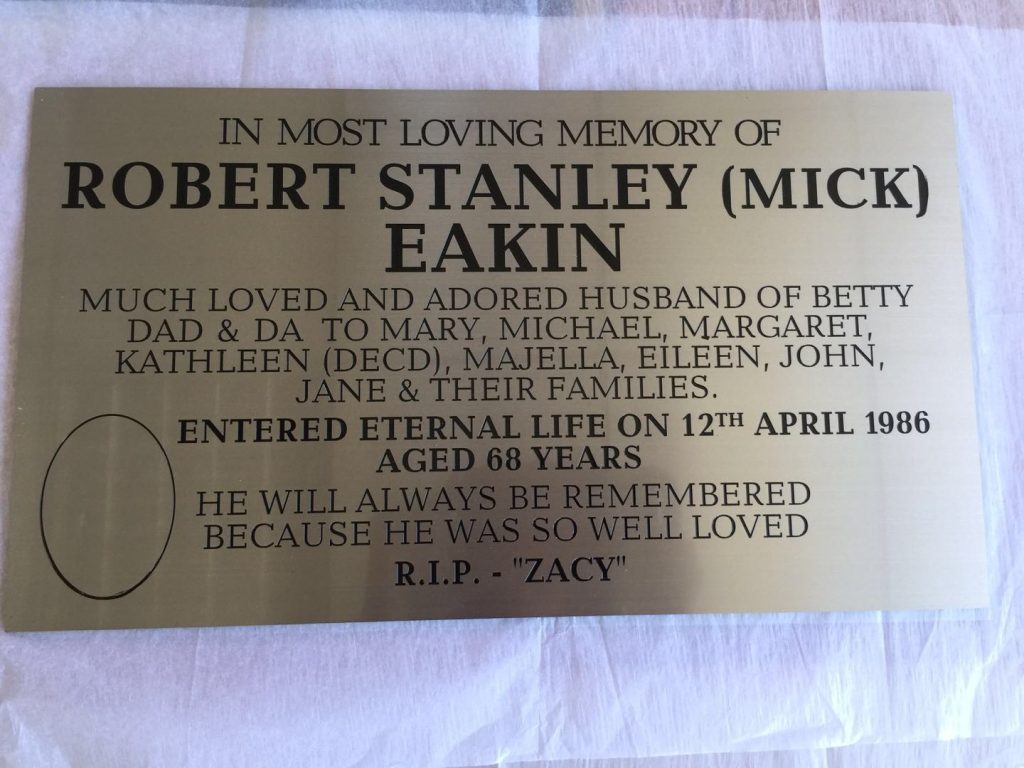 IN MOST LOVING MEMORY OF
ROBERT STANLEY (MICK)
EAKIN
MUCH LOVED AND ADORED HUSBAND OF BETTY
DAD & DA TO MARY, MICHAEL, MARGARET,
KATHLEEN (DECD), MAJELLA, EILEEN, JOHN,
JANE & THEIR FAMILIES.
ENTERED ETERNAL LIFE ON 12TH APRIL 1986
AGED 68 YEARS
HE WILL ALWAYS BE REMEMBERED
BECAUSE HE WAS SO WELL LOVED
R.I.P. - "ZACY"